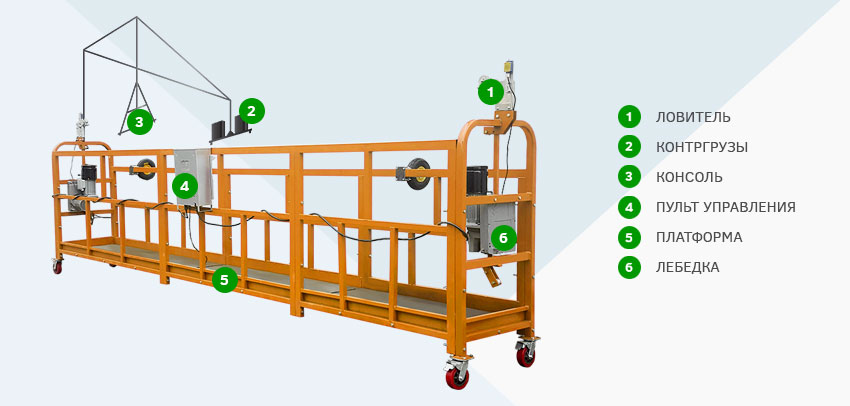 1 ЛОВИТЕЛЬ
2 КОНТРГРУЗЫ
3 КОНСОЛЬ
4 ПУЛЬТ УПРАВЛЕНИЯ
5 ПЛАТФОРМА
6 ЛЕБЕДКА
1
2
3
4
5
6